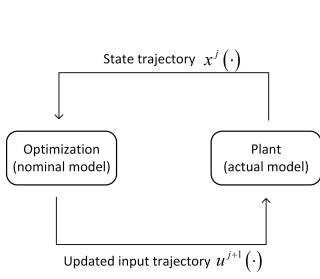 State trajectory x^j(·)
Optimization
(nominal model)
Plant
(actual model)
Updated input trajectory u^{j+1}(·)